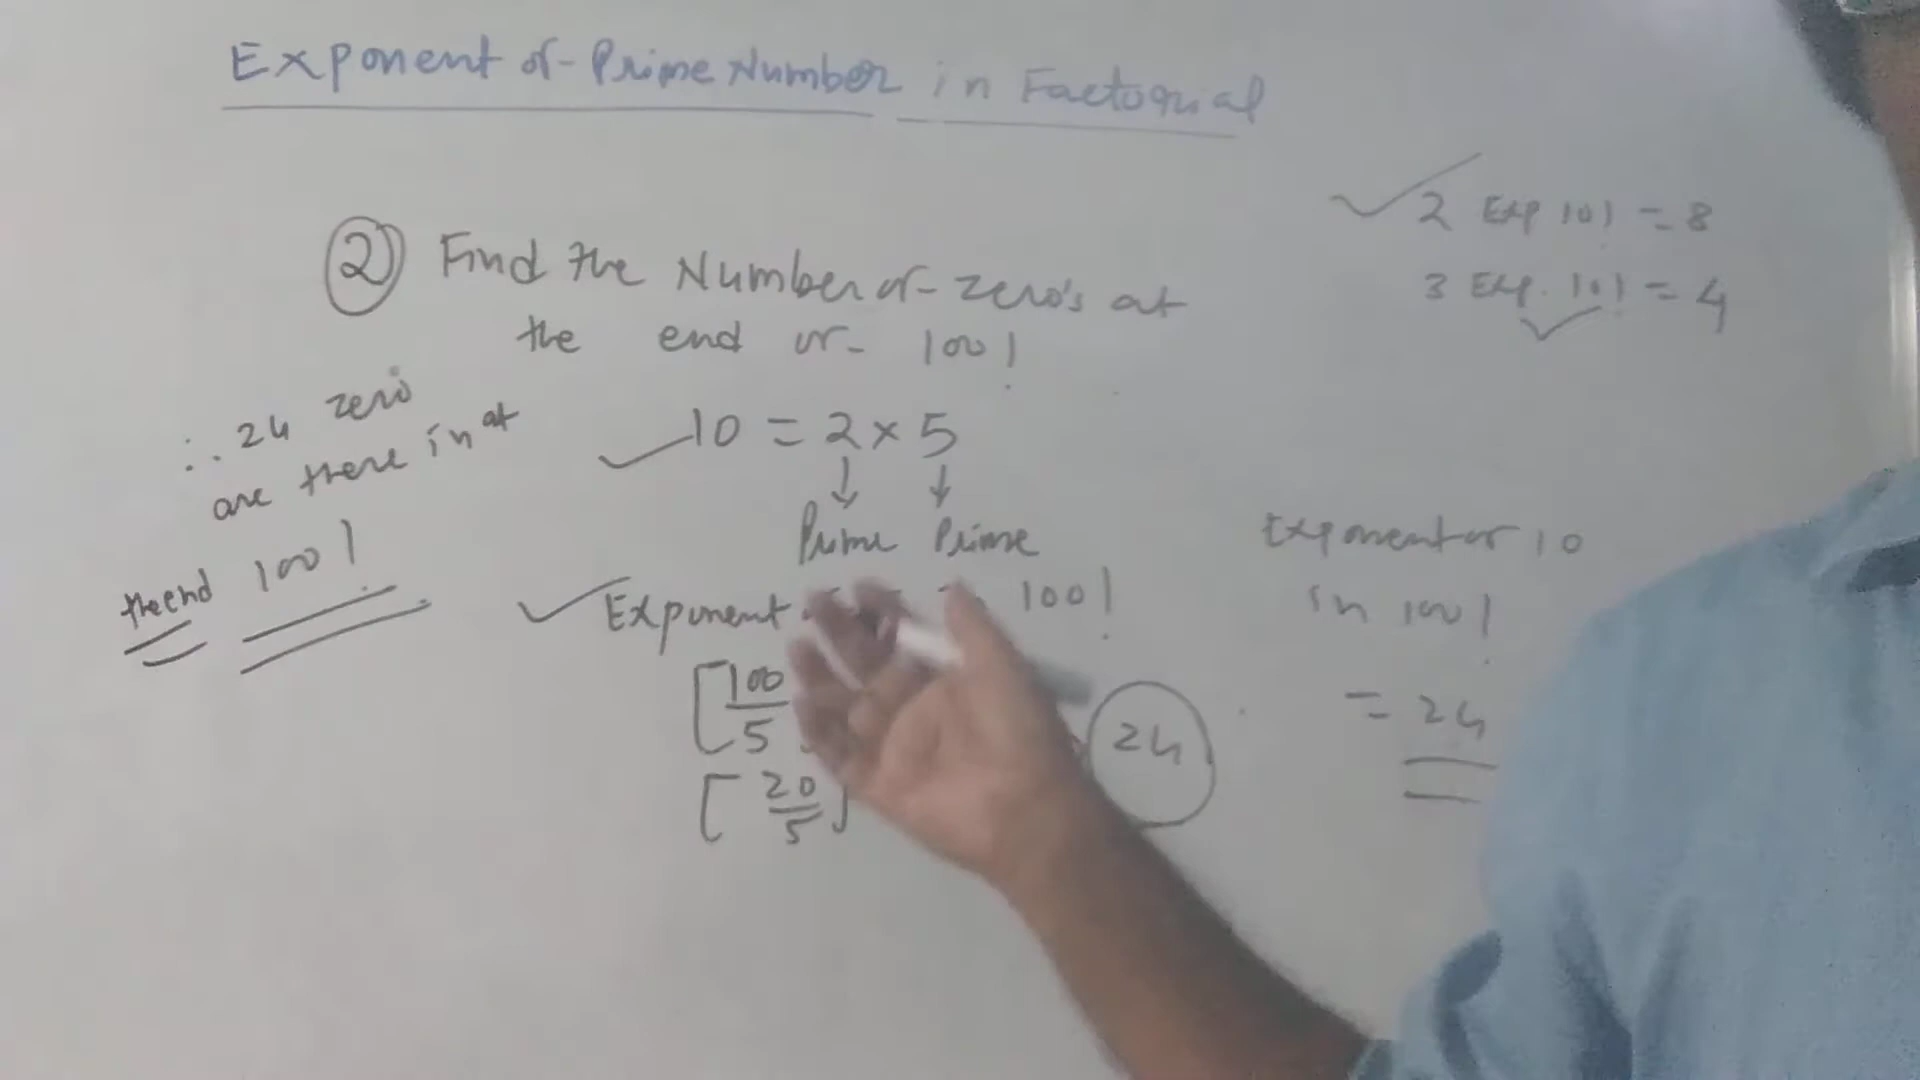 Exponent of Prime Number in Factorial
② Find the Number of zero's at
the end of 100!
10 = 2 × 5
Prime Prime
Exponent 100!
[100/5
[20/5]
24
2 Exp 10! = 8
3 Exp. 10! = 4
Exponent of 10
in 100!
= 24
∴ 24 zero
are there in at
the end 100!